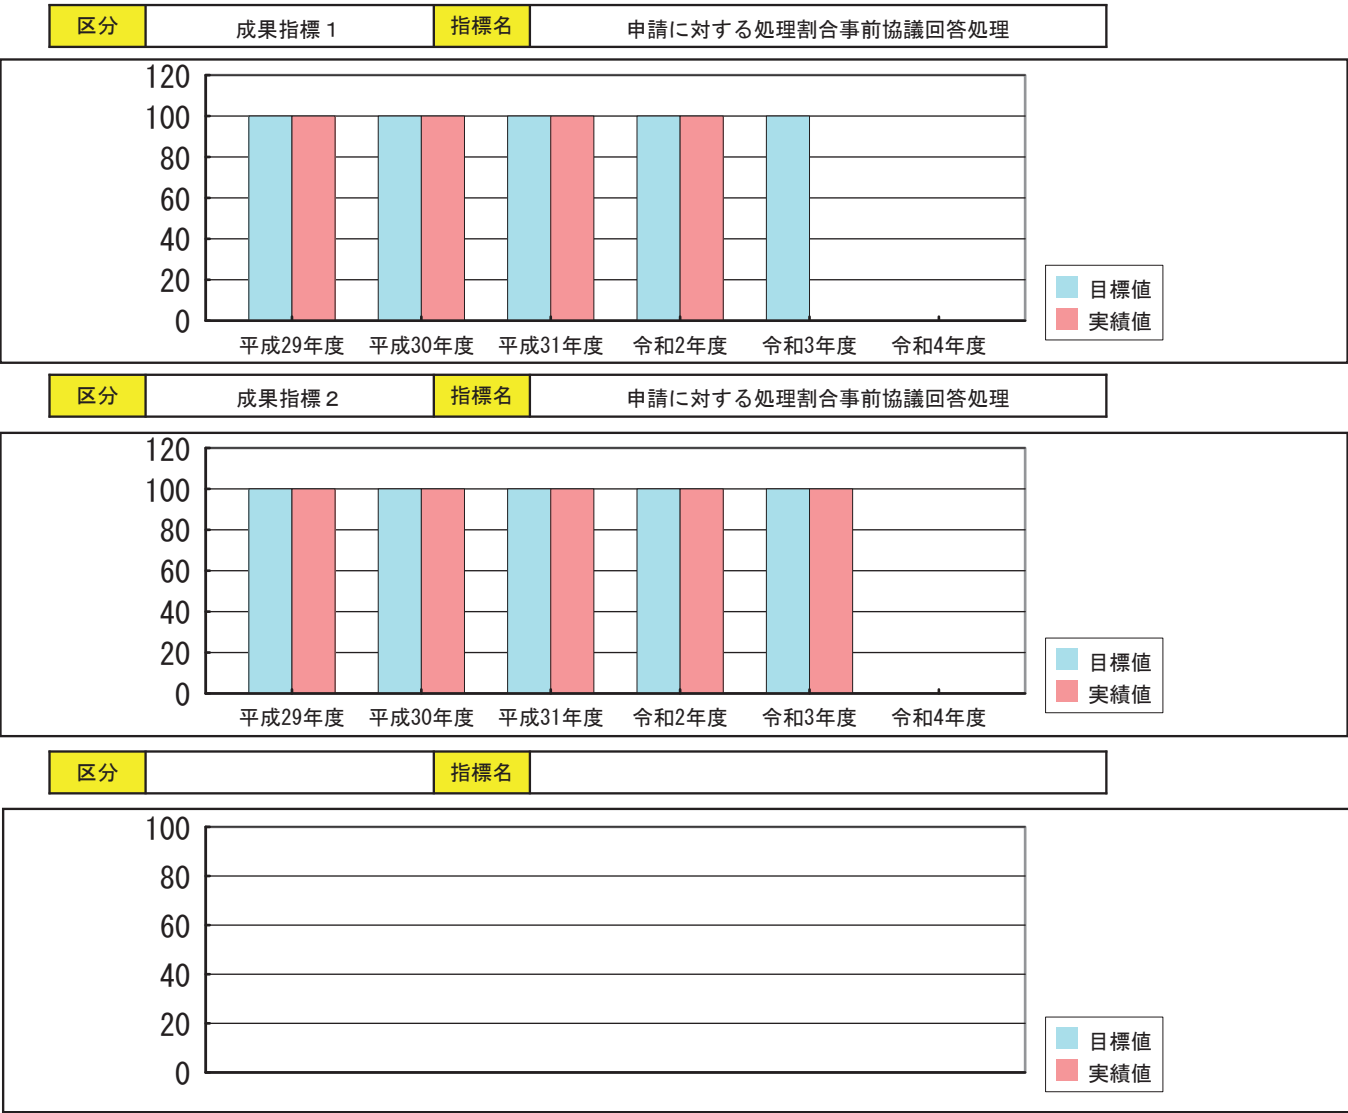 区分 成果指標１ 指標名 申請に対する処理割合事前協議回答処理
120
100
80
60
40
20
0
平成29年度 平成30年度 平成31年度 令和2年度 令和3年度 令和4年度
目標値
実績値
区分 成果指標２ 指標名 申請に対する処理割合事前協議回答処理
120
100
80
60
40
20
0
平成29年度 平成30年度 平成31年度 令和2年度 令和3年度 令和4年度
目標値
実績値
区分 指標名
100
80
60
40
20
0
目標値
実績値